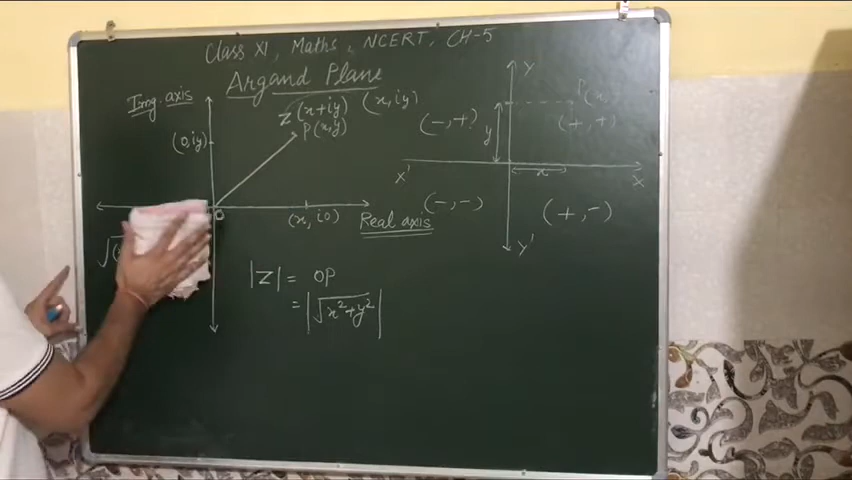 Class XI, Maths, NCERT, CH-5
Argand Plane
Img. axis
Z(x+iy) (x, iy)
P(x,y)
(0,iy)
O
(x, i0)
Real axis
|Z| = OP
= |√x²+y²|
Y
P(x,
(-,+)
(+,+)
y
X'
x
X
(-,-)
(+,-)
Y'